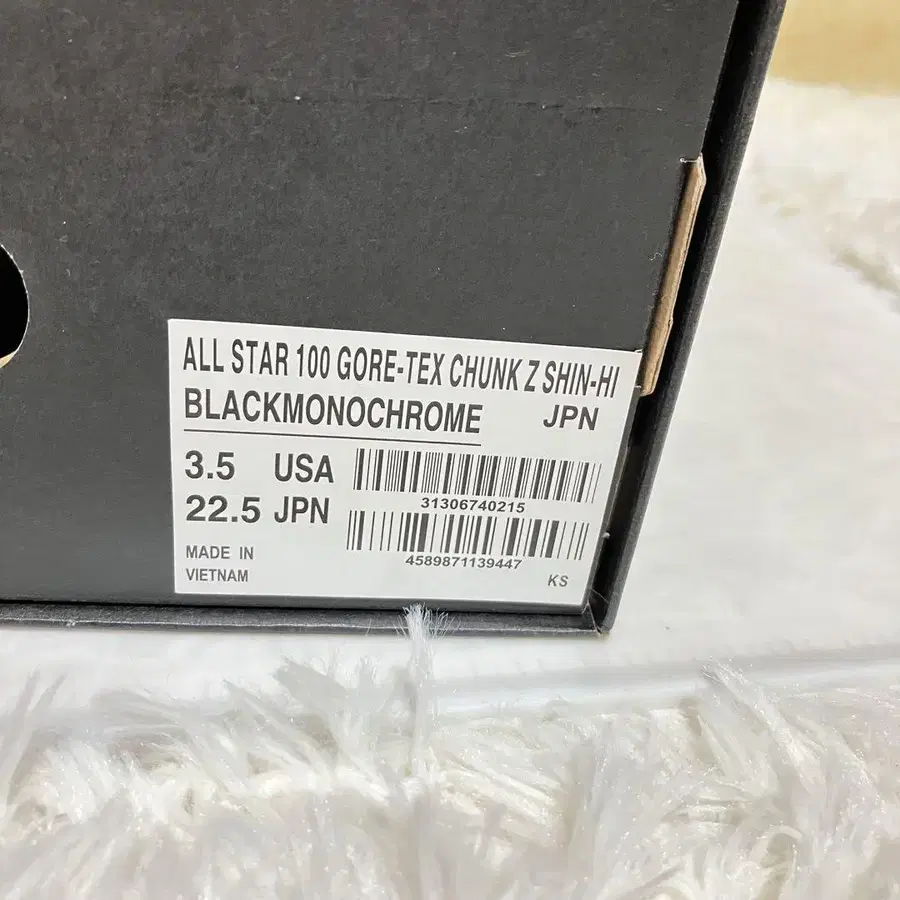 ALL STAR 100 GORE-TEX CHUNK Z SHIN-HI
BLACKMONOCHROME JPN
3.5 USA
31306740215
22.5 JPN
4589871139447
MADE IN
VIETNAM
KS